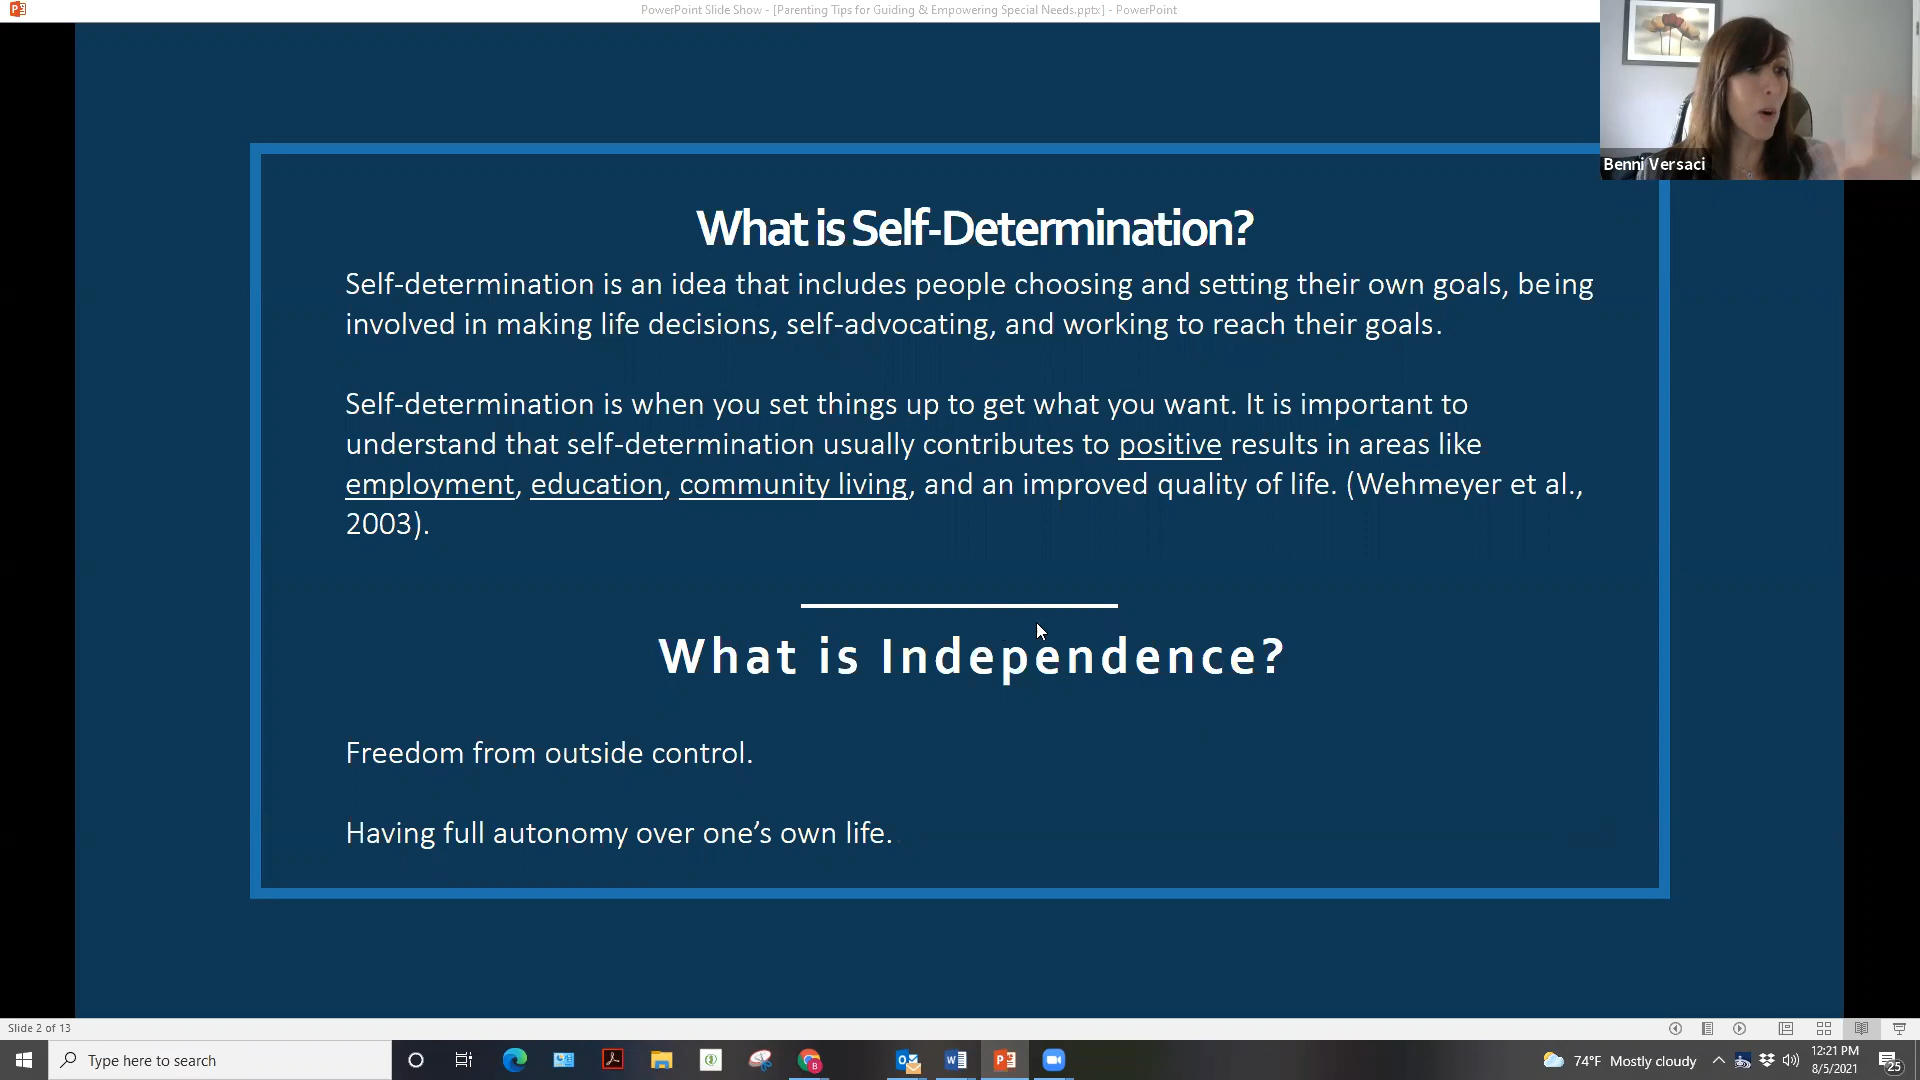 PowerPoint Slide Show - [Parenting Tips for Guiding & Empowering Special Needs.pptx] - PowerPoint
Benni Versaci
What is Self-Determination?
Self-determination is an idea that includes people choosing and setting their own goals, being
involved in making life decisions, self-advocating, and working to reach their goals.
Self-determination is when you set things up to get what you want. It is important to
understand that self-determination usually contributes to positive results in areas like
employment, education, community living, and an improved quality of life. (Wehmeyer et al.,
2003).
What is Independence?
Freedom from outside control.
Having full autonomy over one’s own life.
Slide 2 of 13
Type here to search
74°F Mostly cloudy
12:21 PM
8/5/2021
25